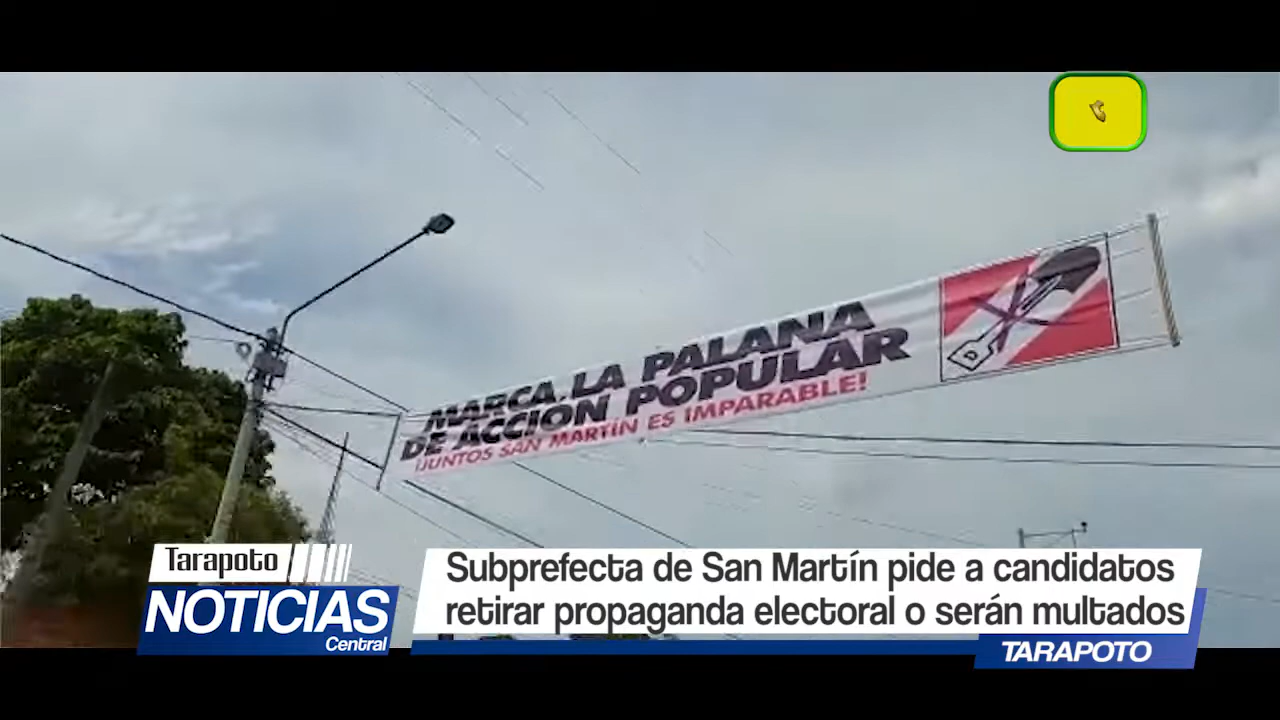 MARCA LA PALANA
DE ACCION POPULAR
¡JUNTOS SAN MARTÍN ES IMPARABLE!
Tarapoto
NOTICIAS
Central
Subprefecta de San Martín pide a candidatos
retirar propaganda electoral o serán multados
TARAPOTO